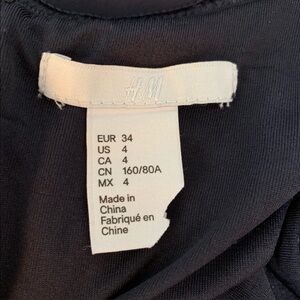 H&M
EUR 34
US 4
CA 4
CN 160/80A
MX 4
Made in
China
Fabriqué en
Chine